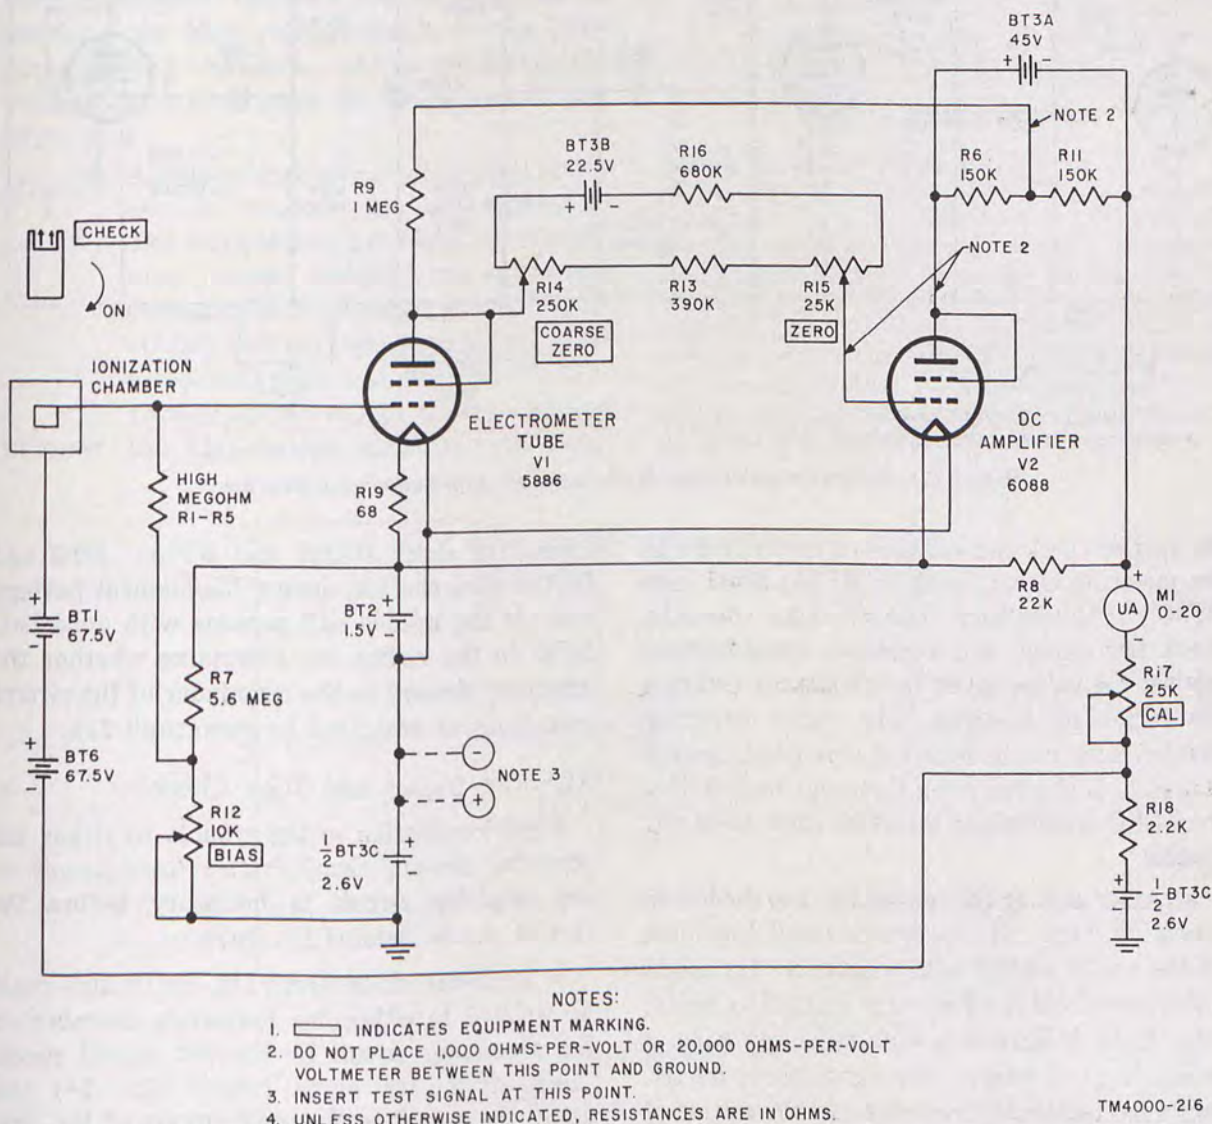 BT3A
45V
+ -
NOTE 2
BT3B
22.5V
+ -
R16
680K
R6
150K
R11
150K
R9
1 MEG
CHECK
ON
NOTE 2
R14
250K
COARSE
ZERO
R13
390K
R15
25K
ZERO
IONIZATION
CHAMBER
ELECTROMETER
TUBE
V1
5886
DC
AMPLIFIER
V2
6088
HIGH
MEGOHM
R1-R5
R19
68
R8
22K
UA
M1
0-20
-
+
BT1
67.5V
BT2
1.5V
+
-
R7
5.6 MEG
R17
25K
CAL
+
BT6
67.5V
-
NOTE 3
+
R12
10K
BIAS
1/2 BT3C
2.6V
+
-
R18
2.2K
+
1/2 BT3C
2.6V
-
NOTES:
1. INDICATES EQUIPMENT MARKING.
2. DO NOT PLACE 1,000 OHMS-PER-VOLT OR 20,000 OHMS-PER-VOLT
VOLTMETER BETWEEN THIS POINT AND GROUND.
3. INSERT TEST SIGNAL AT THIS POINT.
4. UNLESS OTHERWISE INDICATED, RESISTANCES ARE IN OHMS.
TM4000-216